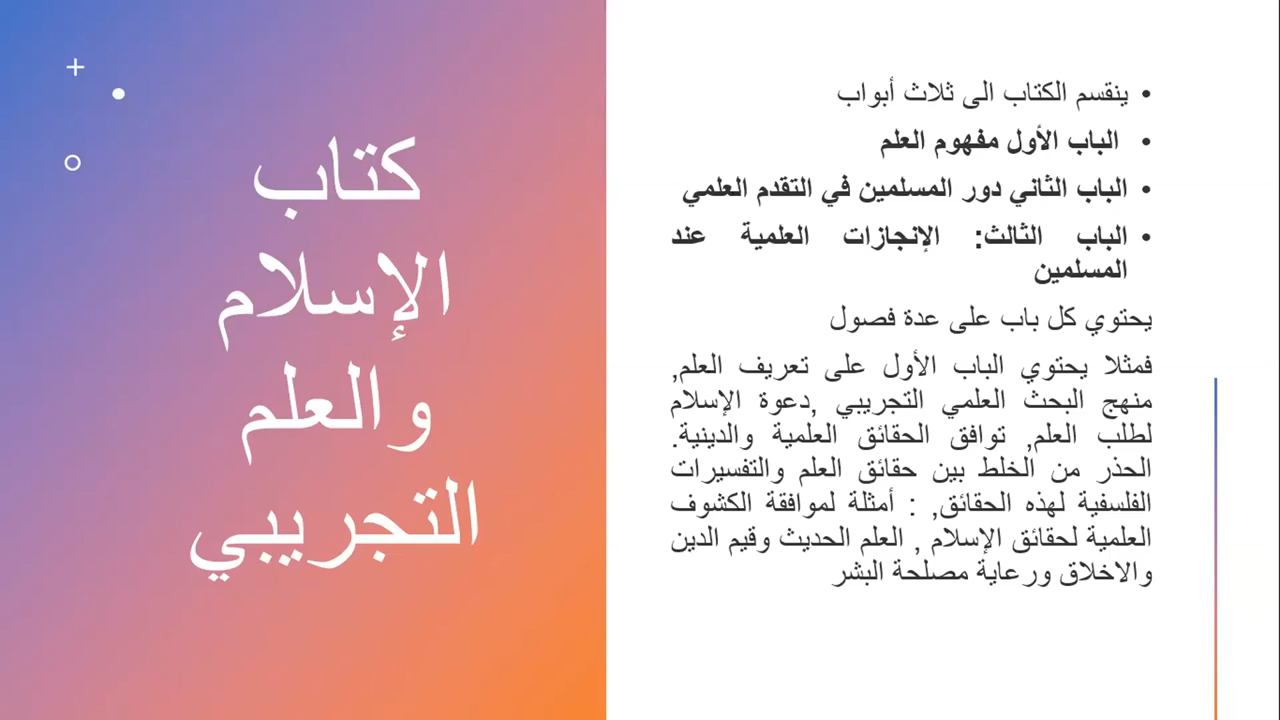 كتاب
الإسلام
والعلم
التجريبي
• ينقسم الكتاب الى ثلاث أبواب
• الباب الأول مفهوم العلم
• الباب الثاني دور المسلمين في التقدم العلمي
• الباب الثالث: الإنجازات العلمية عند
المسلمين
يحتوي كل باب على عدة فصول
فمثلا يحتوي الباب الأول على تعريف العلم,
منهج البحث العلمي التجريبي ,دعوة الإسلام
لطلب العلم, توافق الحقائق العلمية والدينية.
الحذر من الخلط بين حقائق العلم والتفسيرات
الفلسفية لهذه الحقائق, : أمثلة لموافقة الكشوف
العلمية لحقائق الإسلام , العلم الحديث وقيم الدين
والاخلاق ورعاية مصلحة البشر